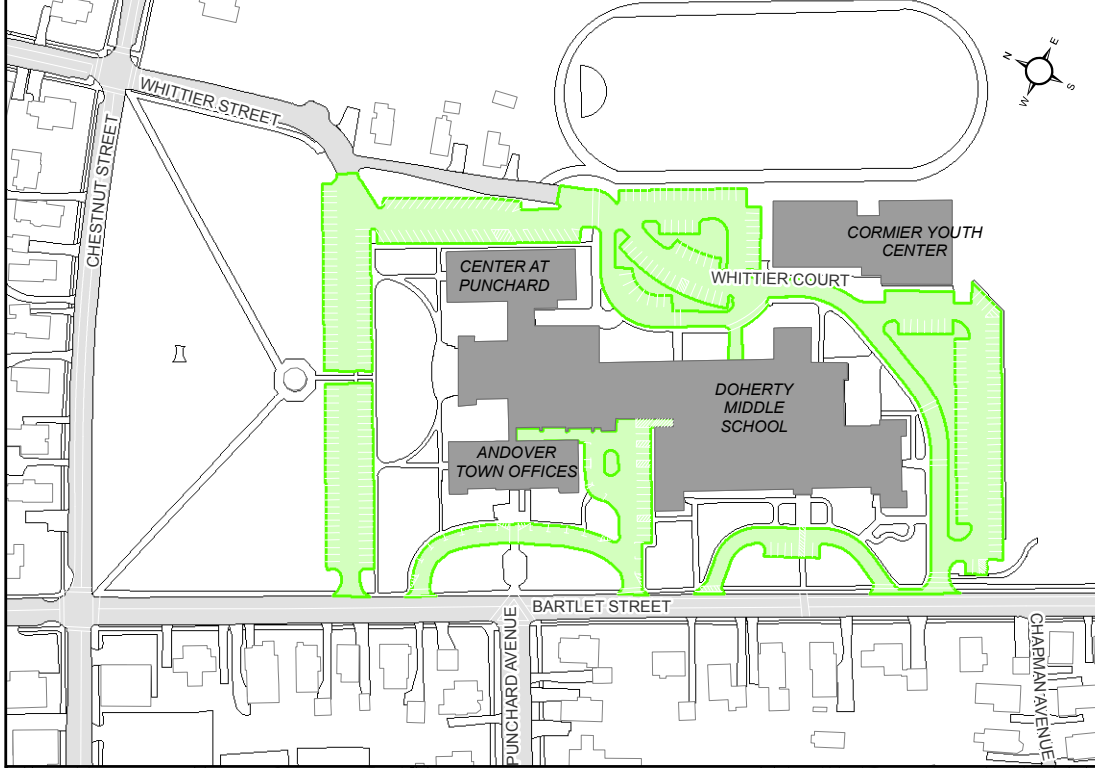 N
E
W
S
WHITTIER STREET
CHESTNUT STREET
CORMIER YOUTH
CENTER
CENTER AT
PUNCHARD
WHITTIER COURT
DOHERTY
MIDDLE
SCHOOL
ANDOVER
TOWN OFFICES
BARTLET STREET
PUNCHARD AVENUE
CHAPMAN AVENUE